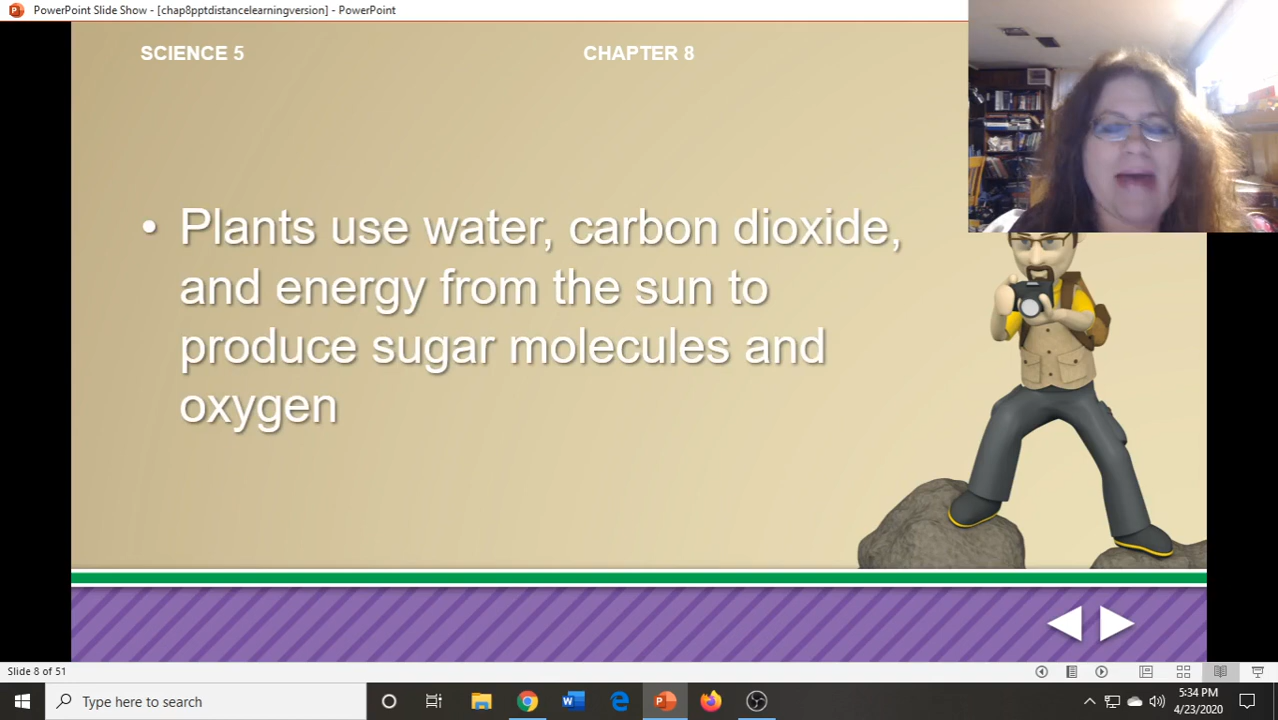 PowerPoint Slide Show - [chap8pptdistancelearningversion] - PowerPoint
SCIENCE 5 CHAPTER 8
• Plants use water, carbon dioxide,
and energy from the sun to
produce sugar molecules and
oxygen
Slide 8 of 51
Type here to search
5:34 PM
4/23/2020